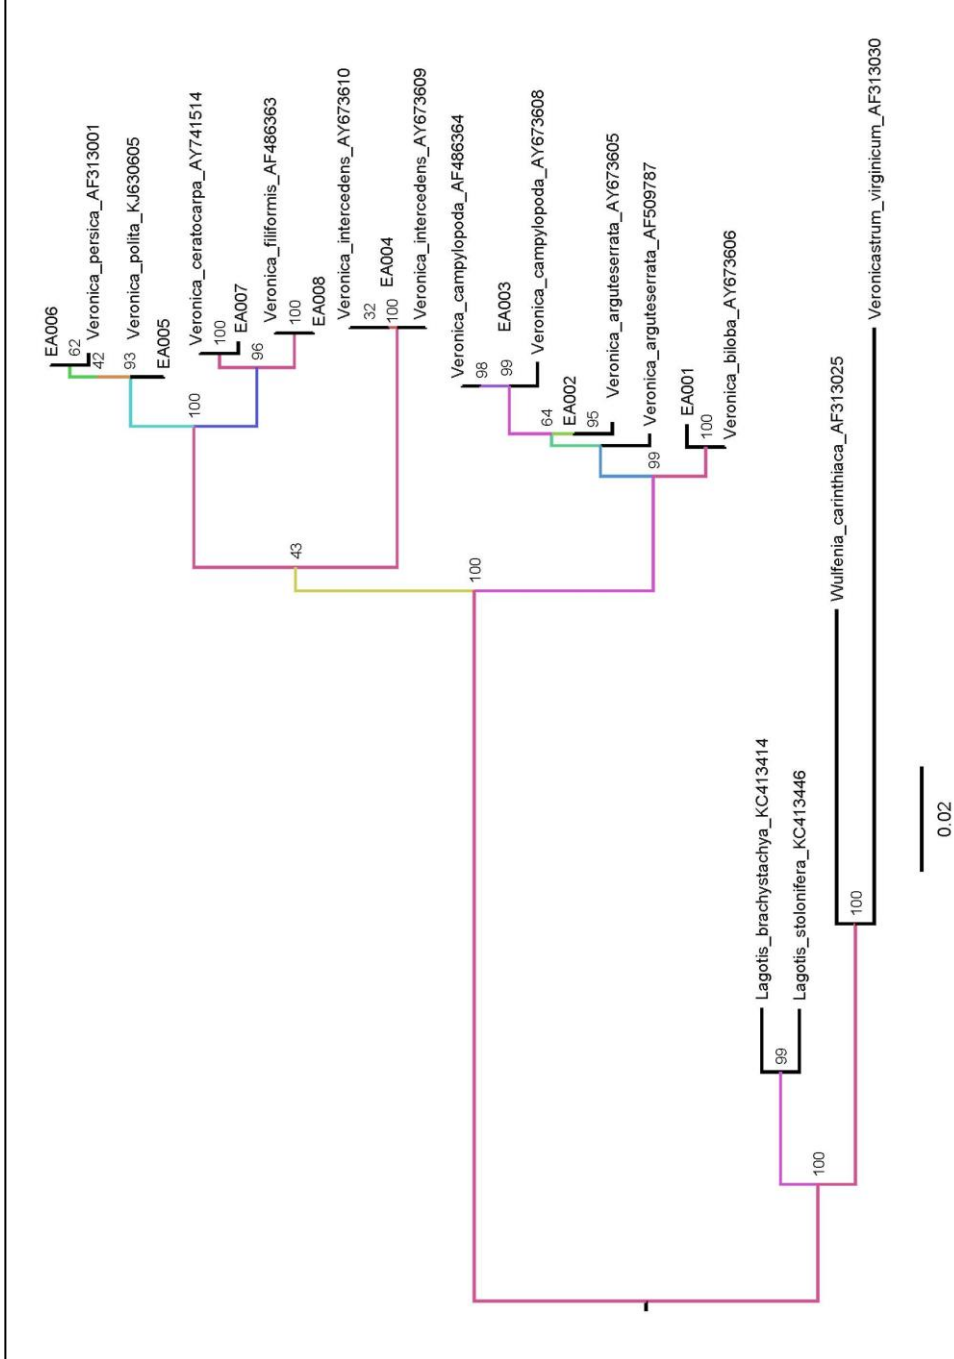 EA006
62
Veronica_persica_AF313001
42
Veronica_polita_KJ630605
93
EA005
100
Veronica_ceratocarpa_AY741514
100
EA007
96
Veronica_filiformis_AF486363
100
EA008
43
Veronica_intercedens_AY673610
32
EA004
100
Veronica_intercedens_AY673609
100
Veronica_campylopoda_AF486364
98
EA003
99
Veronica_campylopoda_AY673608
64
EA002
95
Veronica_arguteserrata_AY673605
Veronica_arguteserrata_AF509787
99
EA001
100
Veronica_biloba_AY673606
Lagotis_brachystachya_KC413414
99
Lagotis_stolonifera_KC413446
100
Wulfenia_carinthiaca_AF313025
100
Veronicastrum_virginicum_AF313030
0.02